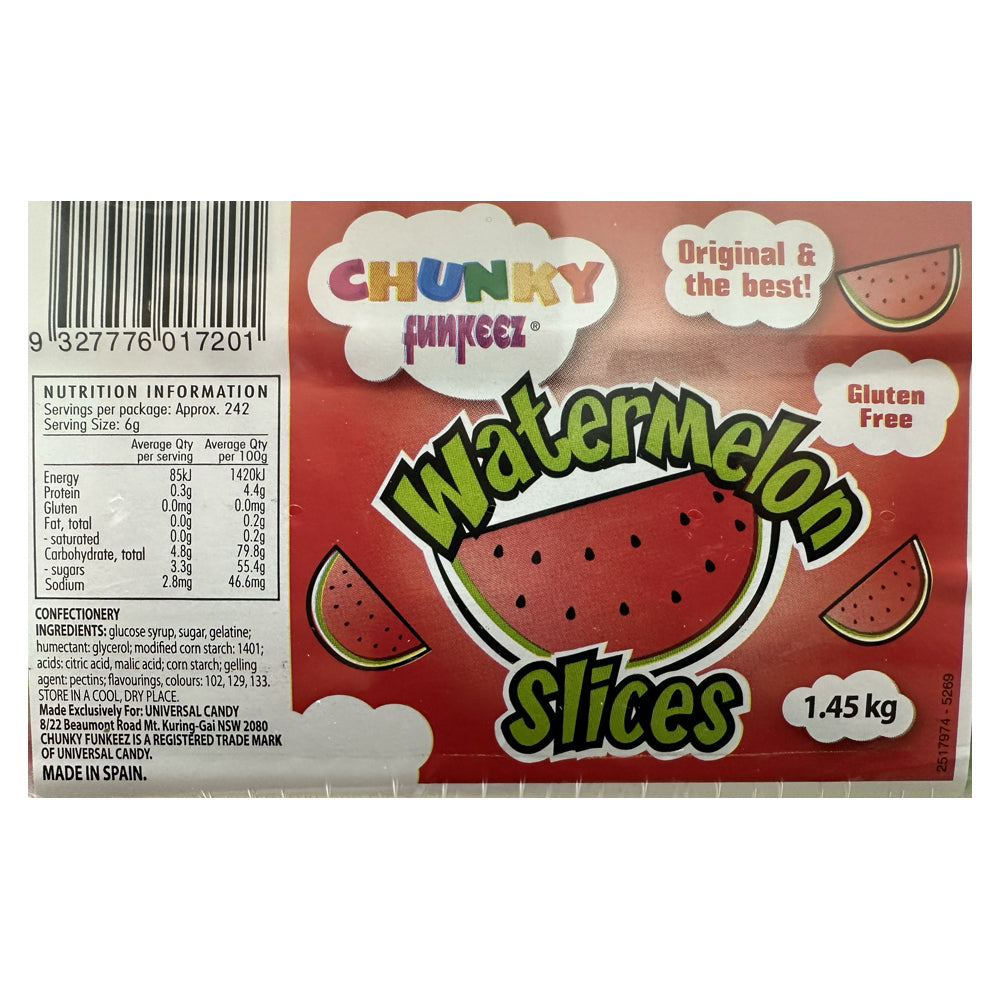 9 327776 017201
NUTRITION INFORMATION
Servings per package: Approx. 242
Serving Size: 6g
Average Qty per serving Average Qty per 100g
Energy 85kJ 1420kJ
Protein 0.3g 4.4g
Gluten 0.0mg 0.0mg
Fat, total 0.0g 0.2g
- saturated 0.0g 0.2g
Carbohydrate, total 4.8g 79.8g
- sugars 3.3g 55.4g
Sodium 2.8mg 46.6mg
CONFECTIONERY
INGREDIENTS: glucose syrup, sugar, gelatine;
humectant: glycerol; modified corn starch: 1401;
acids: citric acid, malic acid; corn starch; gelling
agent: pectins; flavourings, colours: 102, 129, 133.
STORE IN A COOL, DRY PLACE.
Made Exclusively For: UNIVERSAL CANDY
8/22 Beaumont Road Mt. Kuring-Gai NSW 2080
CHUNKY FUNKEEZ IS A REGISTERED TRADE MARK
OF UNIVERSAL CANDY.
MADE IN SPAIN.
CHUNKY
funkeez®
Original &
the best!
Gluten
Free
Watermelon
Slices
1.45 kg
2517974 - 5269